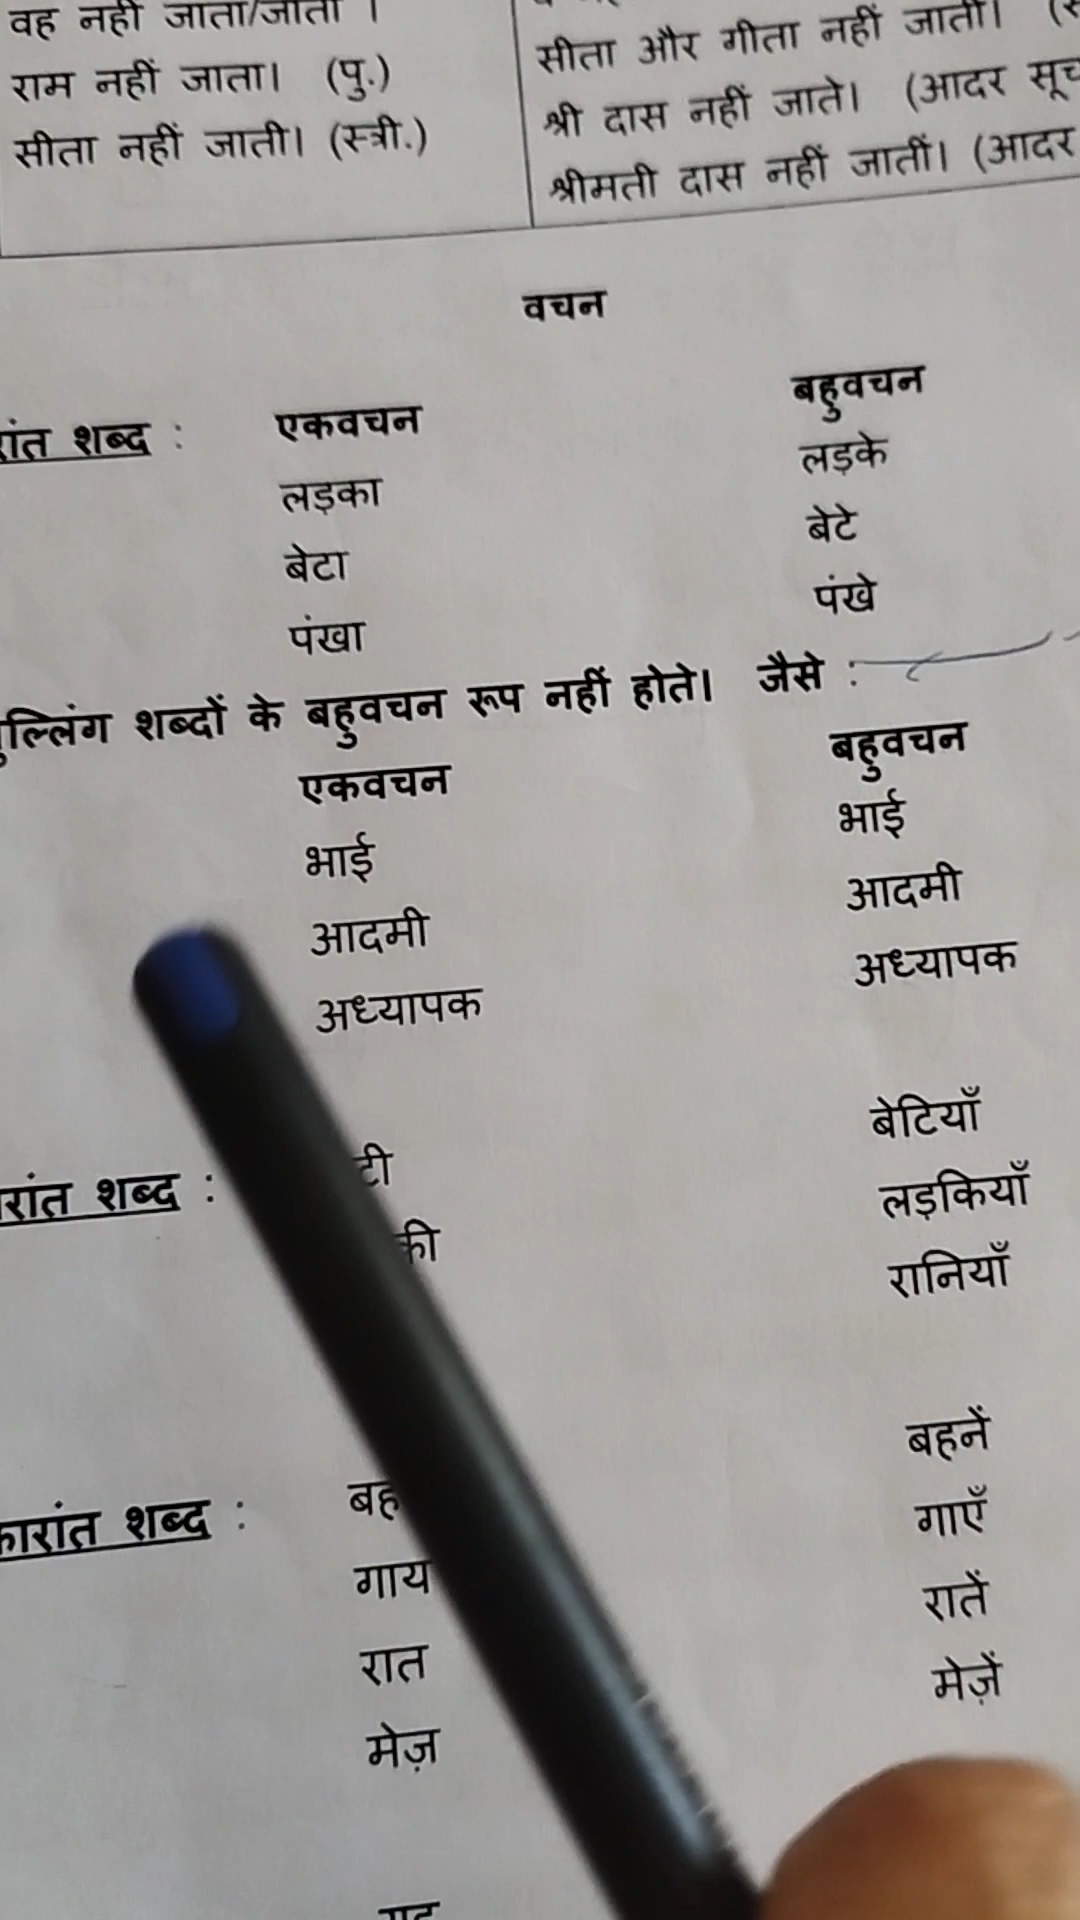 वह नहीं जाता/जाती ।
राम नहीं जाता। (पु.)
सीता नहीं जाती। (स्त्री.)
सीता और गीता नहीं जातीं।
श्री दास नहीं जाते। (आदर
श्रीमती दास नहीं जातीं। (आदर
वचन
शब्द : एकवचन बहुवचन
लड़का लड़के
बेटा बेटे
पंखा पंखे
शब्दों के बहुवचन रूप नहीं होते। जैसे :
एकवचन बहुवचन
भाई भाई
आदमी आदमी
अध्यापक अध्यापक
शब्द : बेटियाँ
लड़कियाँ
रानियाँ
शब्द : बहनें
गाय गाएँ
रात रातें
मेज़ मेज़ें